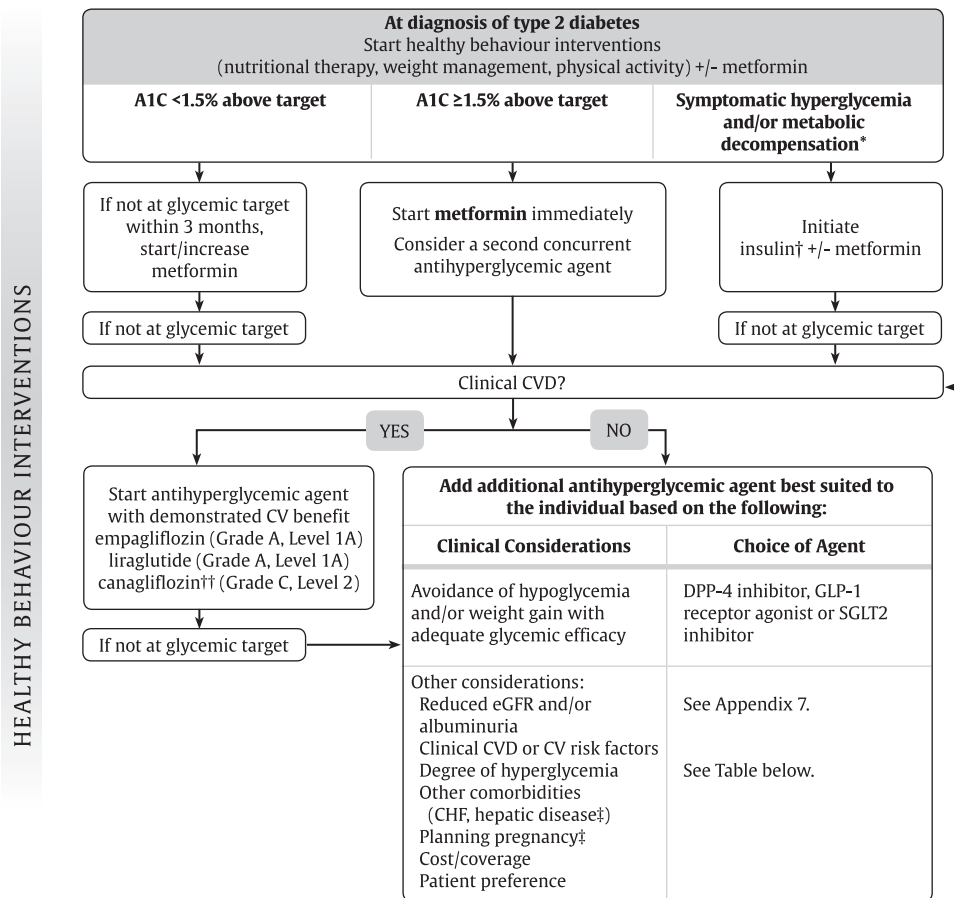 HEALTHY BEHAVIOUR INTERVENTIONS
At diagnosis of type 2 diabetes
Start healthy behaviour interventions
(nutritional therapy, weight management, physical activity) +/- metformin
A1C <1.5% above target
A1C ≥1.5% above target
Symptomatic hyperglycemia
and/or metabolic
decompensation*
If not at glycemic target
within 3 months,
start/increase
metformin
Start metformin immediately
Consider a second concurrent
antihyperglycemic agent
Initiate
insulin† +/- metformin
If not at glycemic target
If not at glycemic target
Clinical CVD?
YES
NO
Start antihyperglycemic agent
with demonstrated CV benefit
empagliflozin (Grade A, Level 1A)
liraglutide (Grade A, Level 1A)
canagliflozin†† (Grade C, Level 2)
If not at glycemic target
Add additional antihyperglycemic agent best suited to
the individual based on the following:
Clinical Considerations
Choice of Agent
Avoidance of hypoglycemia
and/or weight gain with
adequate glycemic efficacy
DPP-4 inhibitor, GLP-1
receptor agonist or SGLT2
inhibitor
Other considerations:
Reduced eGFR and/or
albuminuria
Clinical CVD or CV risk factors
Degree of hyperglycemia
Other comorbidities
(CHF, hepatic disease‡)
Planning pregnancy‡
Cost/coverage
Patient preference
See Appendix 7.
See Table below.